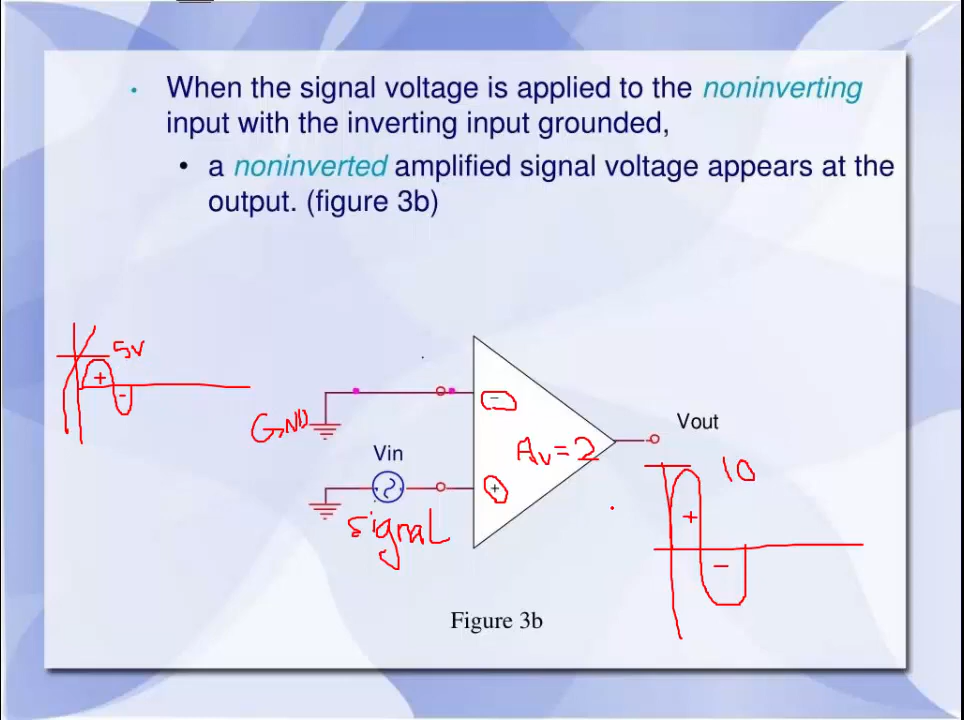 • When the signal voltage is applied to the noninverting
input with the inverting input grounded,
• a noninverted amplified signal voltage appears at the
output. (figure 3b)
5V
+
-
GND
-
Vin
Av=2
Vout
+
signal
10
+
-
Figure 3b